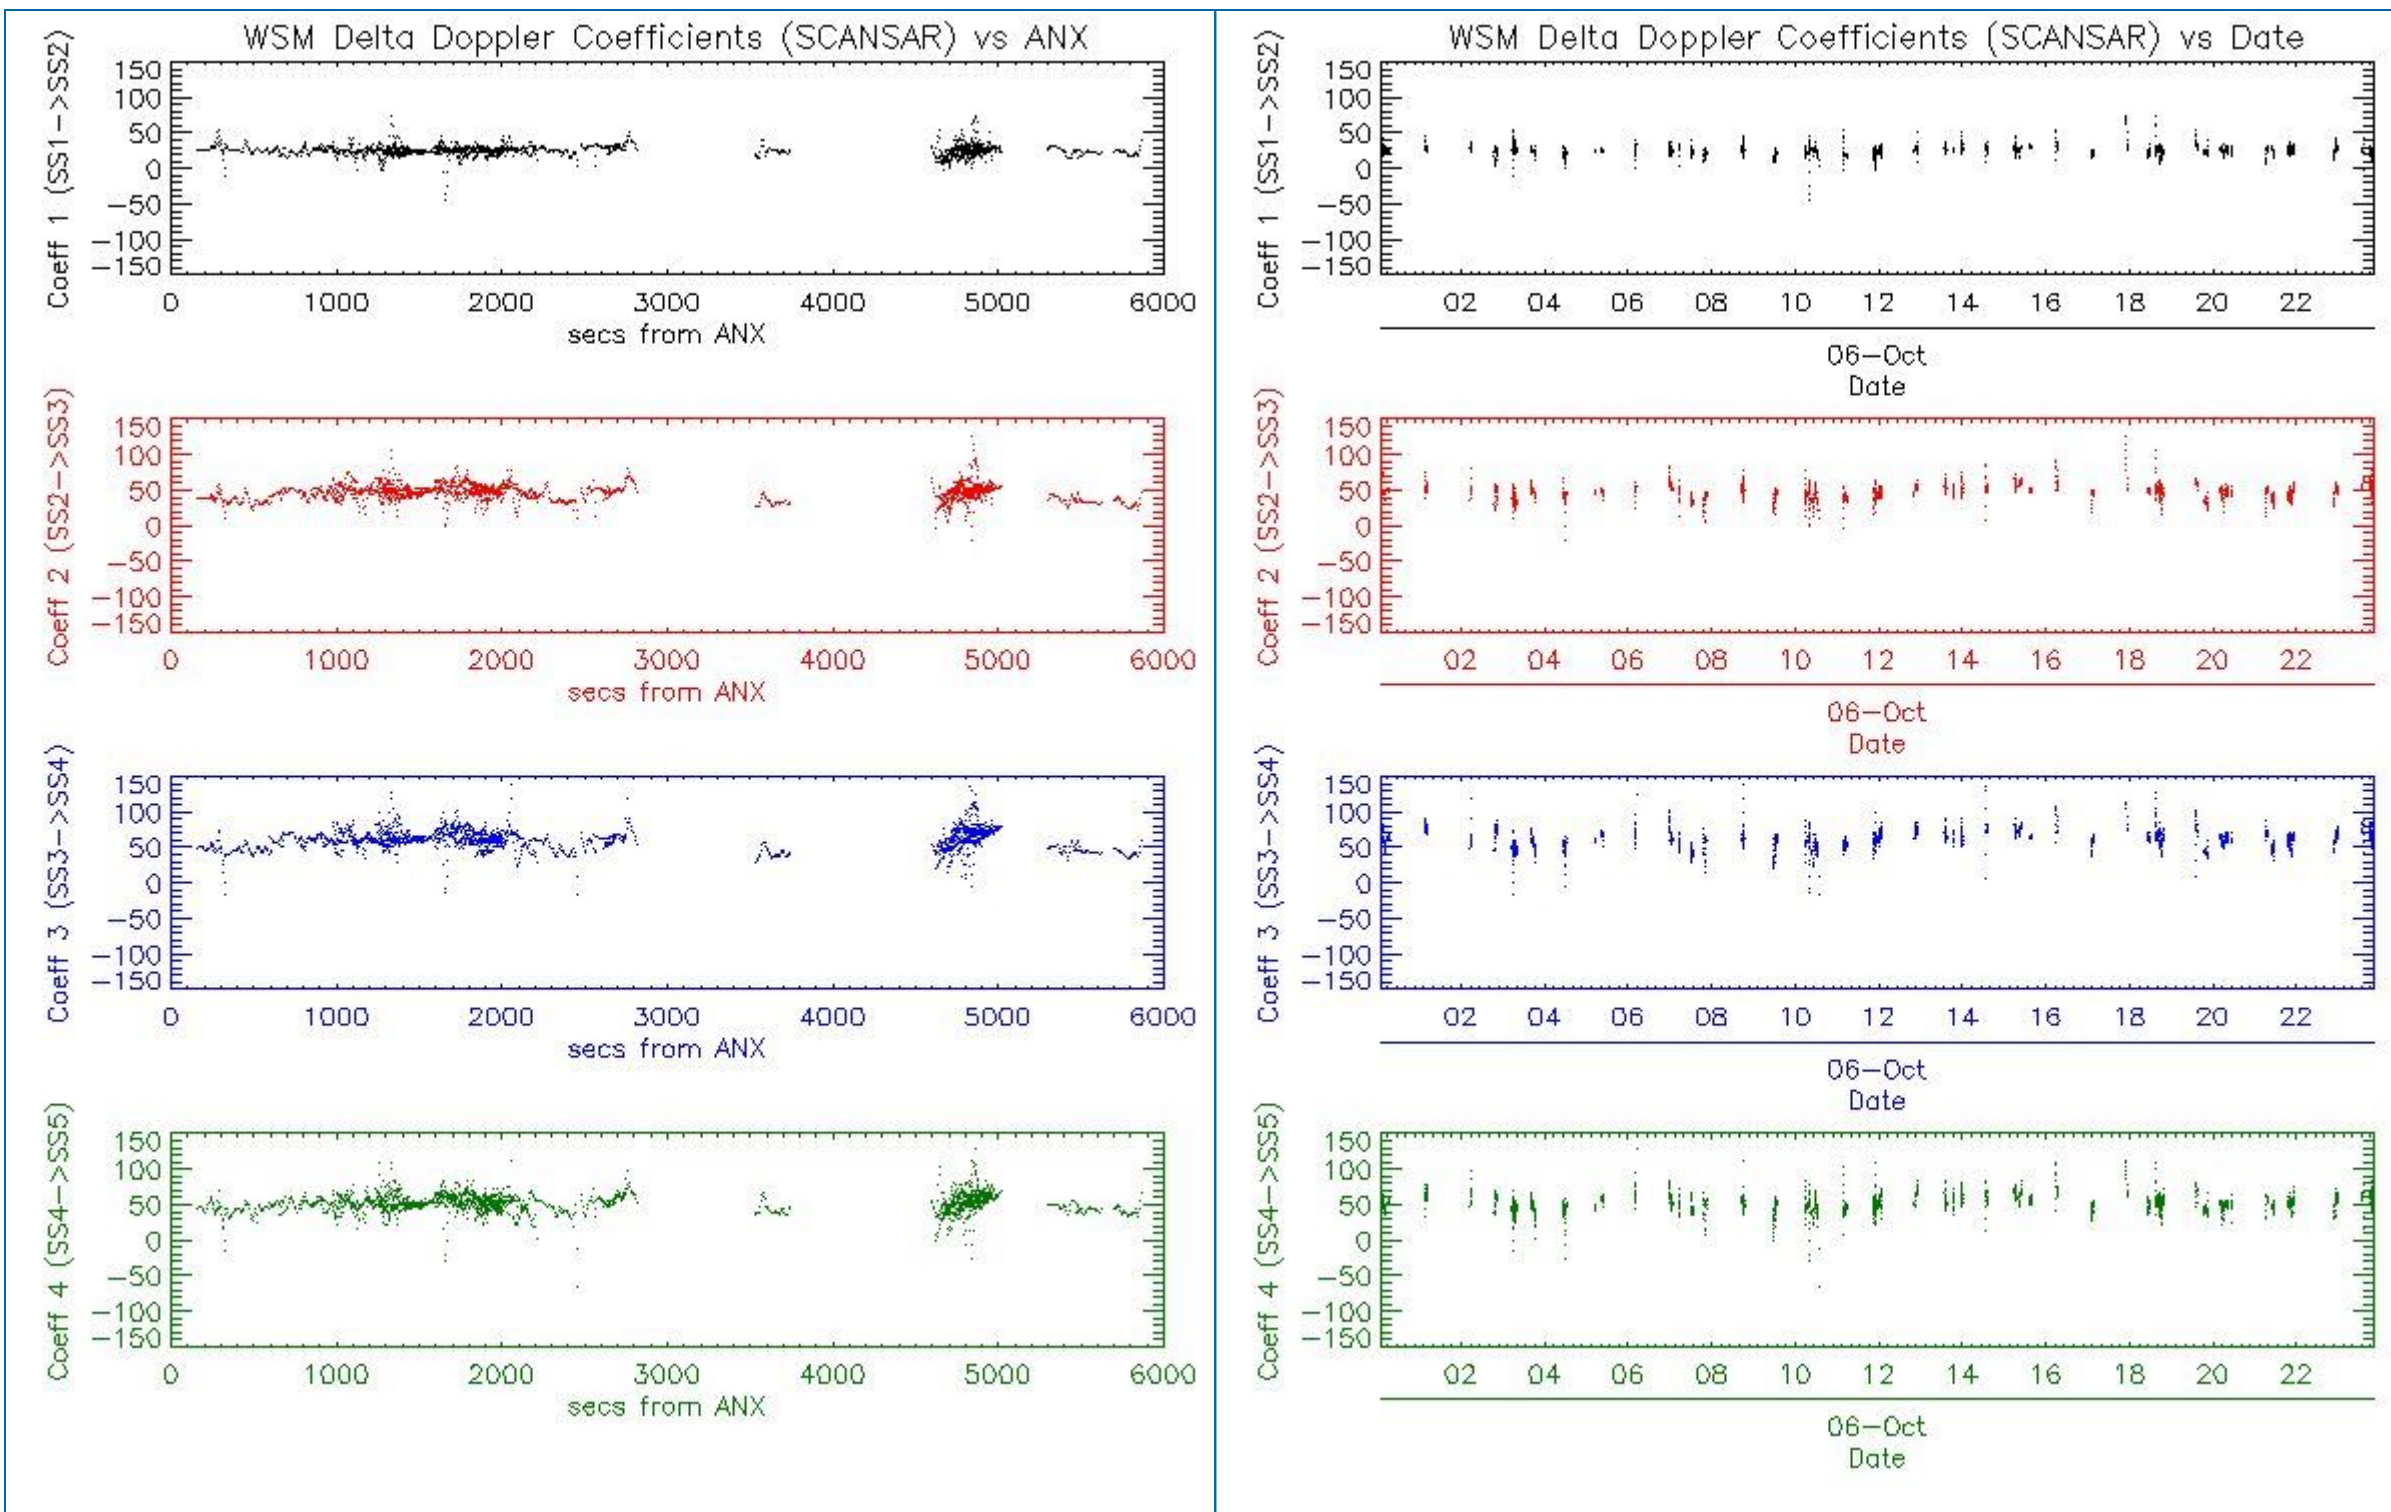 WSM Delta Doppler Coefficients (SCANSAR) vs ANX
Coeff 1 (SS1->SS2)
150
100
50
0
-50
-100
-150
0 1000 2000 3000 4000 5000 6000
secs from ANX
Coeff 2 (SS2->SS3)
150
100
50
0
-50
-100
-150
0 1000 2000 3000 4000 5000 6000
secs from ANX
Coeff 3 (SS3->SS4)
150
100
50
0
-50
-100
-150
0 1000 2000 3000 4000 5000 6000
secs from ANX
Coeff 4 (SS4->SS5)
150
100
50
0
-50
-100
-150
0 1000 2000 3000 4000 5000 6000
secs from ANX
WSM Delta Doppler Coefficients (SCANSAR) vs Date
Coeff 1 (SS1->SS2)
150
100
50
0
-50
-100
-150
02 04 06 08 10 12 14 16 18 20 22
06-Oct
Date
Coeff 2 (SS2->SS3)
150
100
50
0
-50
-100
-150
02 04 06 08 10 12 14 16 18 20 22
06-Oct
Date
Coeff 3 (SS3->SS4)
150
100
50
0
-50
-100
-150
02 04 06 08 10 12 14 16 18 20 22
06-Oct
Date
Coeff 4 (SS4->SS5)
150
100
50
0
-50
-100
-150
02 04 06 08 10 12 14 16 18 20 22
06-Oct
Date